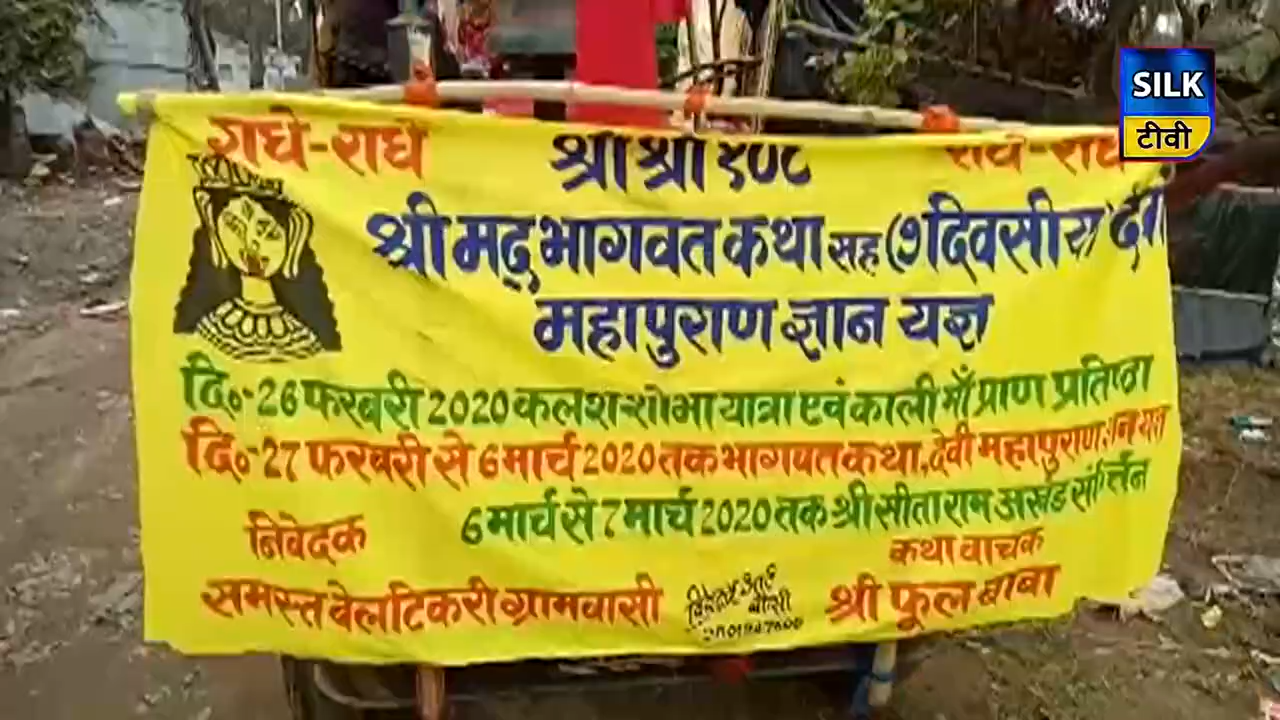 SILK
टीवी
राधे-राधे श्री श्री १०८ राधे-राधे
श्री मद् भागवत कथा सह (७ दिवसीय) देवी
महापुराण ज्ञान यज्ञ
दि०-26 फरवरी 2020 कलश शोभा यात्रा एवं काली माँ प्राण प्रतिष्ठा
दि०-27 फरवरी से 6 मार्च 2020 तक भागवत कथा, देवी महापुराण ज्ञान यज्ञ
6 मार्च से 7 मार्च 2020 तक श्री सीताराम अखंड संकिर्तन
निवेदक
कथा वाचक
समस्त वेलटिकरी ग्रामवासी
श्री फूल बाबा